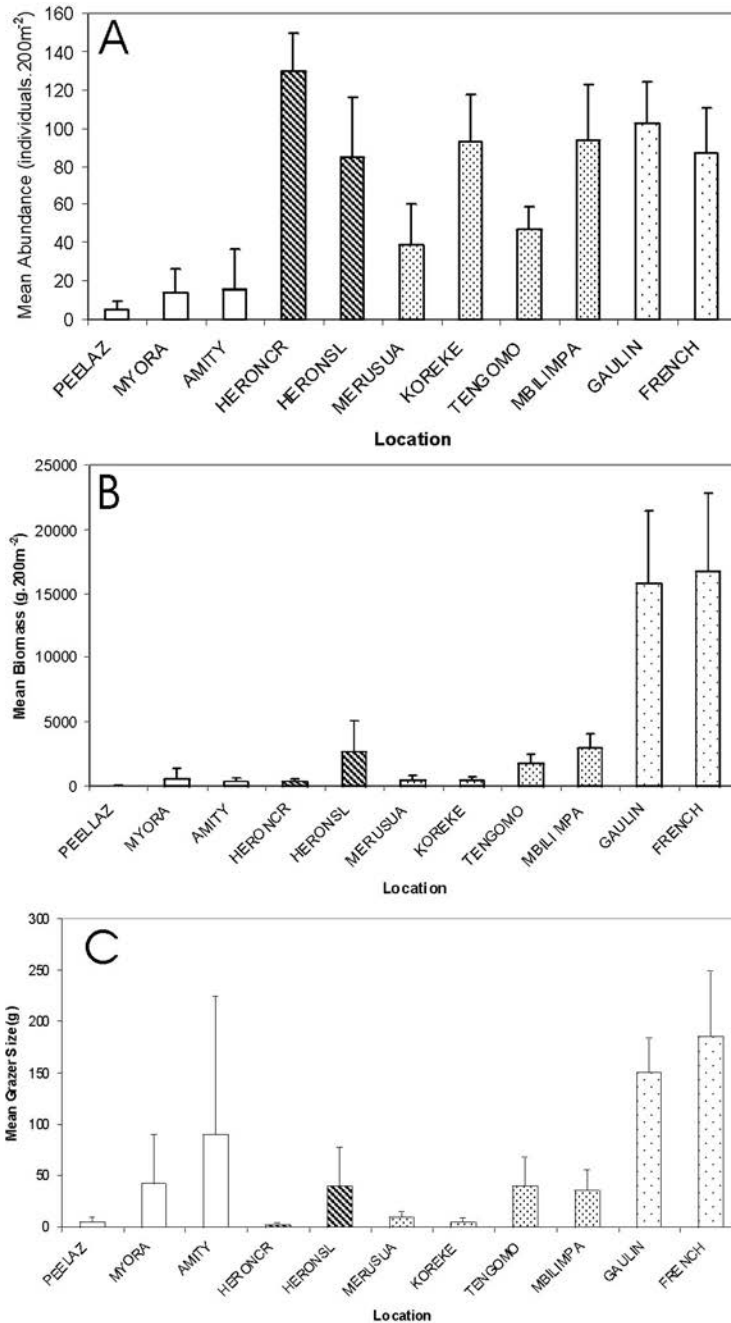 A
Mean Abundance (individuals.200m⁻²)
160
140
120
100
80
60
40
20
0
PEELAZ
MYORA
AMITY
HERONCR
HERONSL
MERUSUA
KOREKE
TENGOMO
MBILIMPA
GAULIN
FRENCH
Location
B
Mean Biomass (g.200m⁻²)
25000
20000
15000
10000
5000
0
PEELLAZ
MYORA
AMITY
HERONCR
HERONSL
MERUSUA
KOREKE
TENGOMO
MBILIMPA
GAULIN
FRENCH
Location
C
Mean Grazer Size(g)
300
250
200
150
100
50
0
PEELAZ
MYORA
AMITY
HERONCR
HERONSL
MERUSUA
KOREKE
TENGOMO
MBILIMPA
GAULIN
FRENCH
Location